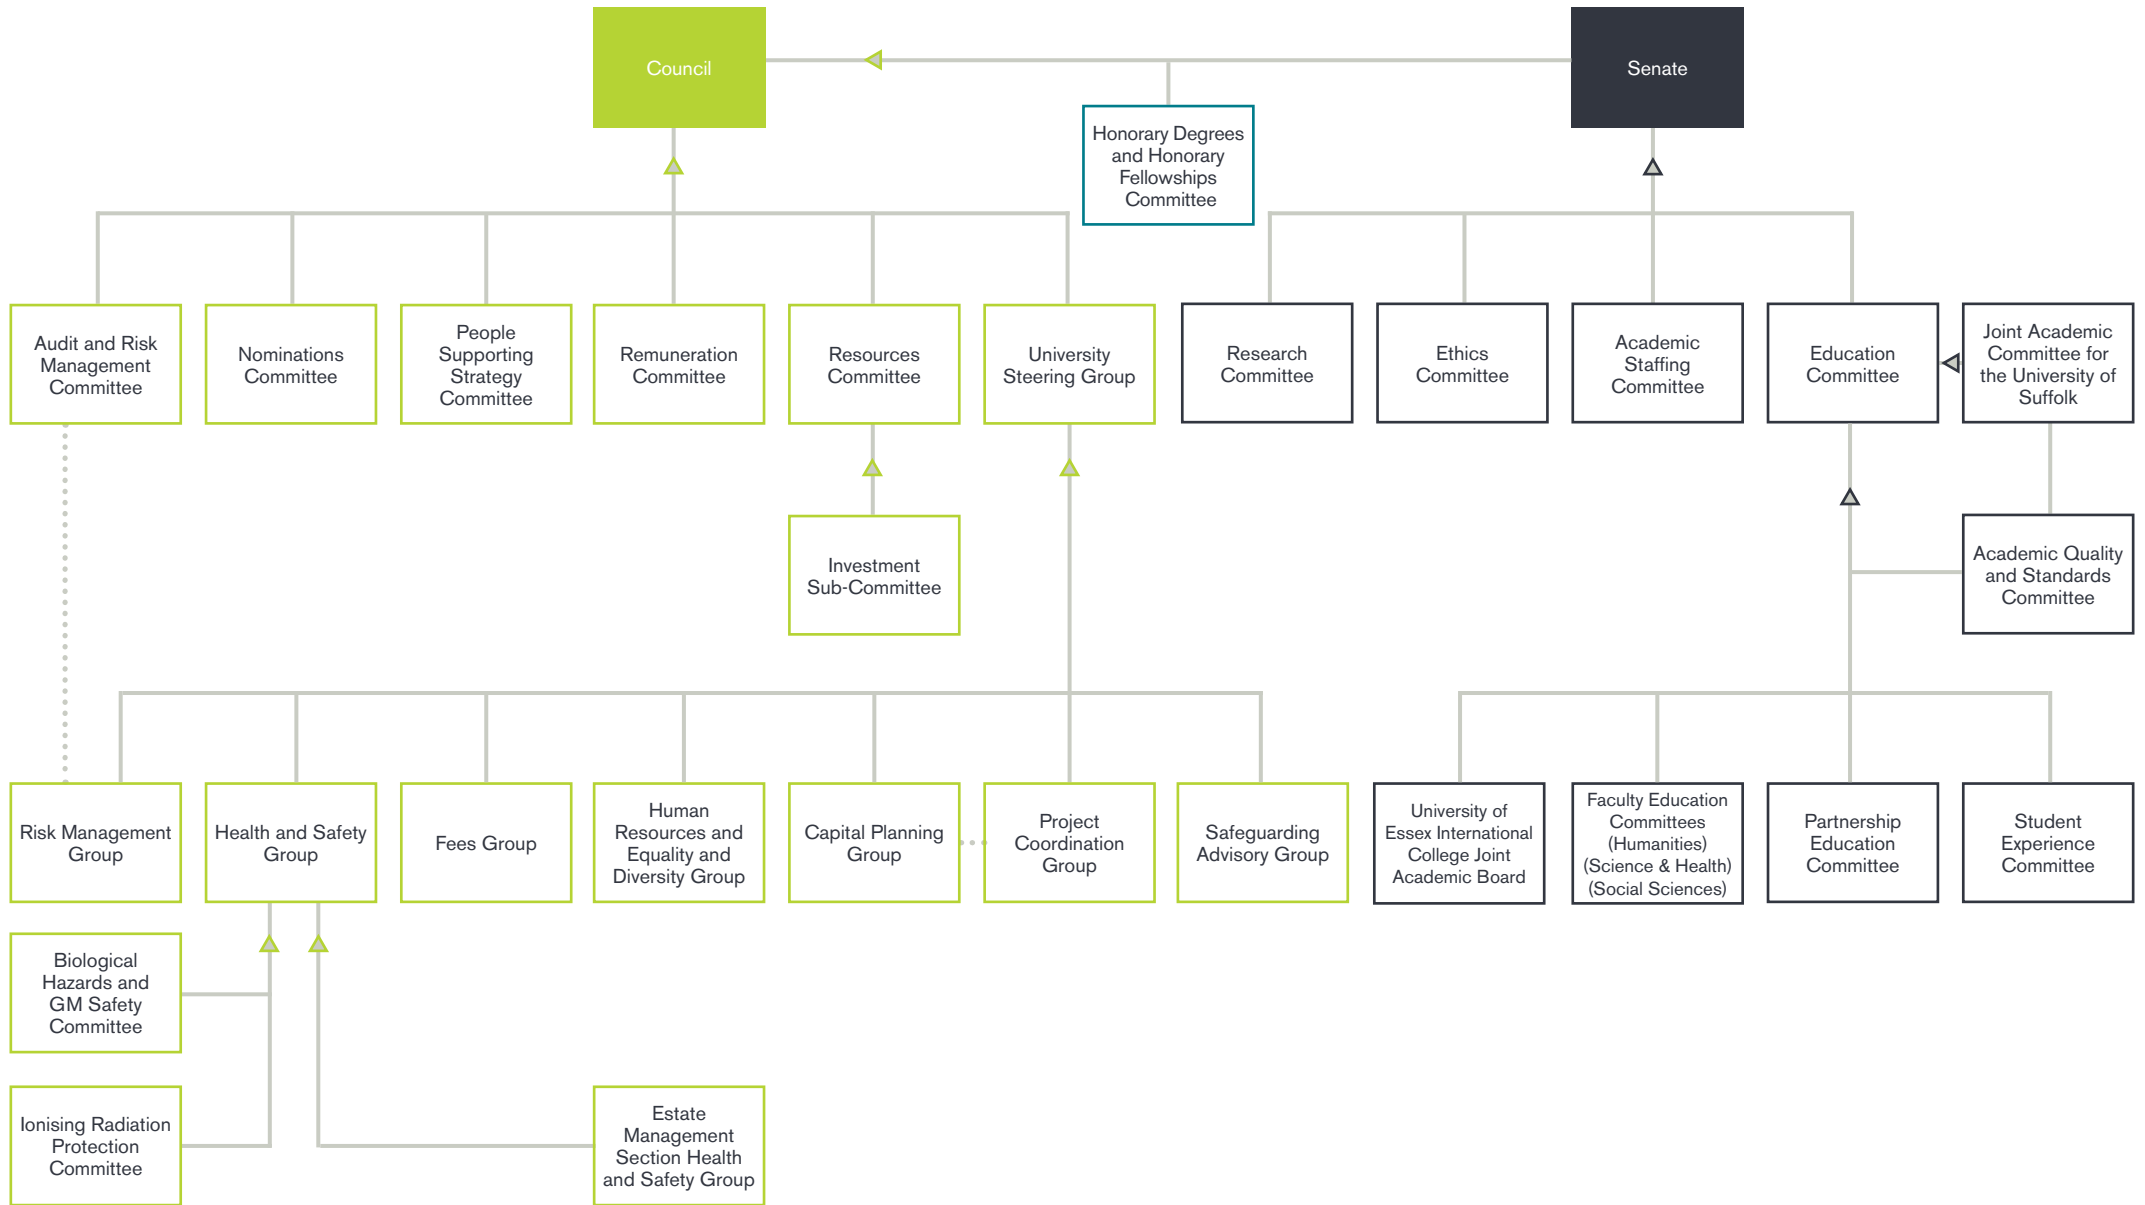 Council
Senate
Honorary Degrees
and Honorary
Fellowships
Committee
Audit and Risk
Management
Committee
Nominations
Committee
People
Supporting
Strategy
Committee
Remuneration
Committee
Resources
Committee
University
Steering Group
Research
Committee
Ethics
Committee
Academic
Staffing
Committee
Education
Committee
Joint Academic
Committee for
the University of
Suffolk
Investment
Sub-Committee
Academic Quality
and Standards
Committee
Risk Management
Group
Health and Safety
Group
Fees Group
Human
Resources and
Equality and
Diversity Group
Capital Planning
Group
Project
Coordination
Group
Safeguarding
Advisory Group
University of
Essex International
College Joint
Academic Board
Faculty Education
Committees
(Humanities)
(Science & Health)
(Social Sciences)
Partnership
Education
Committee
Student
Experience
Committee
Biological
Hazards and
GM Safety
Committee
Ionising Radiation
Protection
Committee
Estate
Management
Section Health
and Safety Group